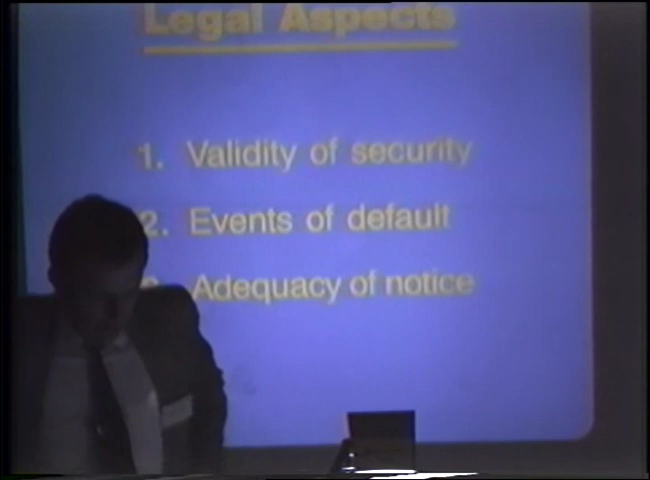 Legal Aspects
1. Validity of security
2. Events of default
Adequacy of notice